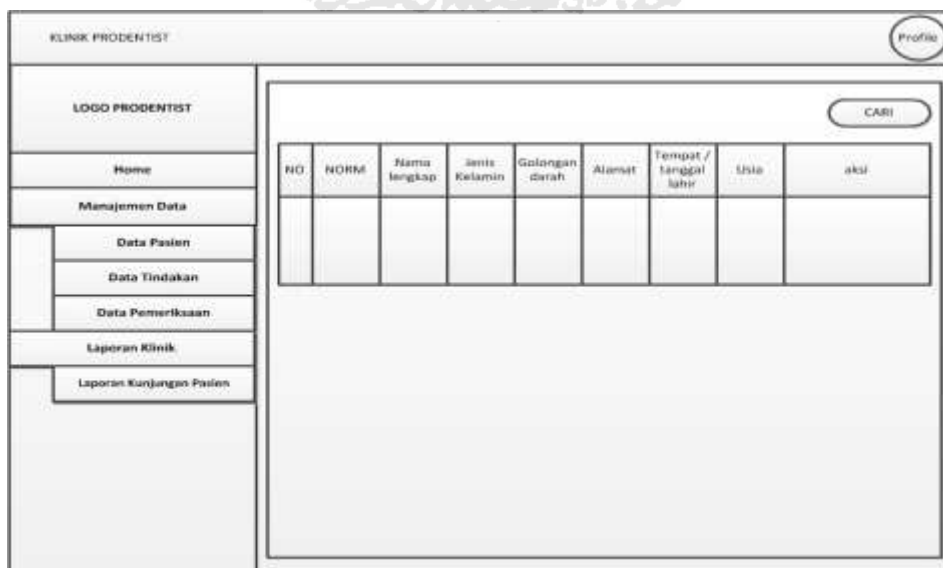 KLINIK PRODENTIST
Profile
LOGO PRODENTIST
CARI
Home
Manajemen Data
Data Pasien
Data Tindakan
Data Pemeriksaan
Laporan Klinik
Laporan Kunjungan Pasien
NO
NORM
Nama
lengkap
Jenis
Kelamin
Golongan
darah
Alamat
Tempat /
tanggal
lahir
Usia
aksi